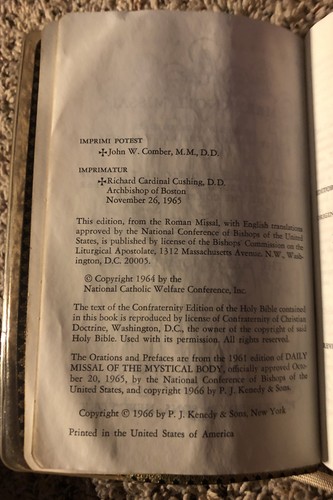 IMPRIMI POTEST
✠John W. Comber, M.M., D.D.
IMPRIMATUR
✠Richard Cardinal Cushing, D.D.
Archbishop of Boston
November 26, 1965
This edition, from the Roman Missal, with English translations
approved by the National Conference of Bishops of the United
States, is published by license of the Bishops' Commission on the
Liturgical Apostolate, 1312 Massachusetts Avenue. N.W., Wash-
ington, D.C. 20005.
© Copyright 1964 by the
National Catholic Welfare Conference, Inc.
The text of the Confraternity Edition of the Holy Bible contained
in this book is reproduced by license of Confraternity of Christian
Doctrine, Washington, D.C., the owner of the copyright of said
Holy Bible. Used with its permission. All rights reserved.
The Orations and Prefaces are from the 1961 edition of DAILY
MISSAL OF THE MYSTICAL BODY, officially approved Octo-
ber 20, 1965, by the National Conference of Bishops of the
United States, and copyright 1966 by P. J. Kenedy & Sons.
Copyright © 1966 by P. J. Kenedy & Sons, New York
Printed in the United States of America